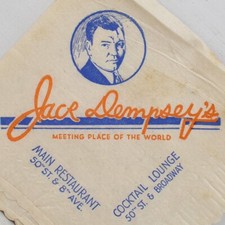 Jack Dempsey's
MEETING PLACE OF THE WORLD
MAIN RESTAURANT
50TH ST. & 8TH AVE.
COCKTAIL LOUNGE
50TH ST. & BROADWAY